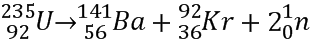 ²³⁵₉₂U→¹⁴¹₅₆Ba + ⁹²₃₆Kr + 2¹₀n